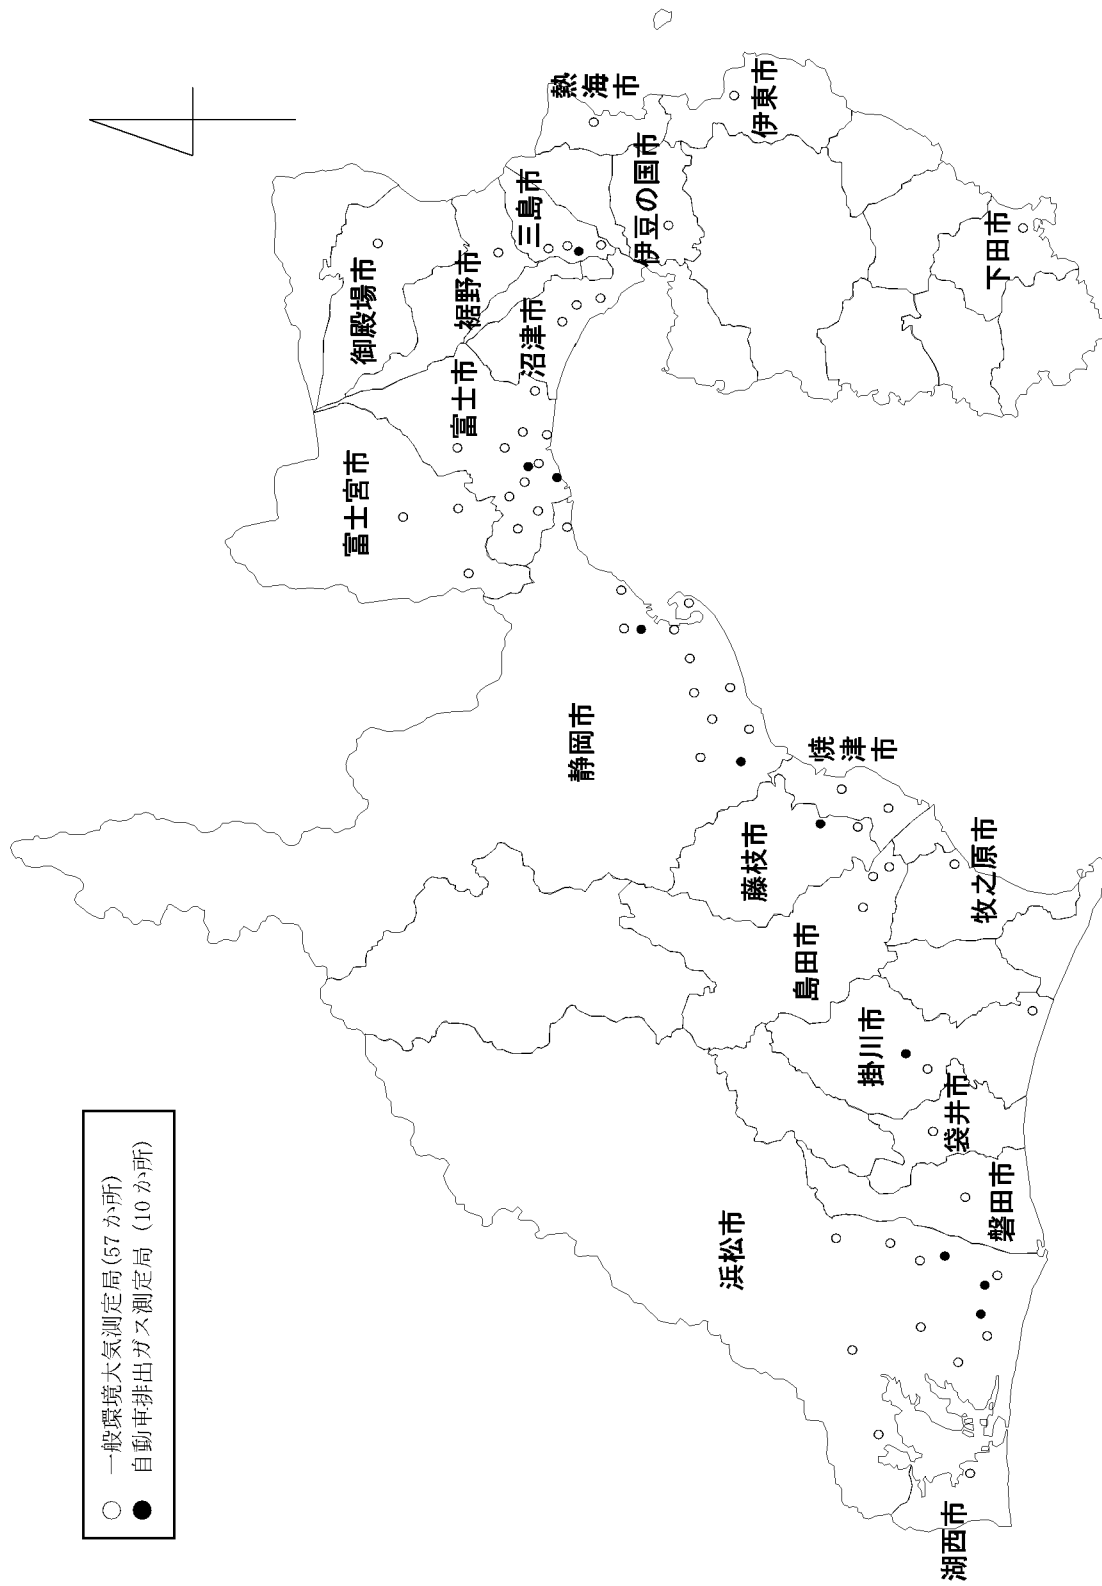 一般環境大気測定局(57か所)
自動車排出ガス測定局 (10か所)
熱海市
伊東市
伊豆の国市
三島市
下田市
裾野市
御殿場市
沼津市
富士市
富士宮市
静岡市
焼津市
藤枝市
牧之原市
島田市
掛川市
袋井市
磐田市
浜松市
湖西市